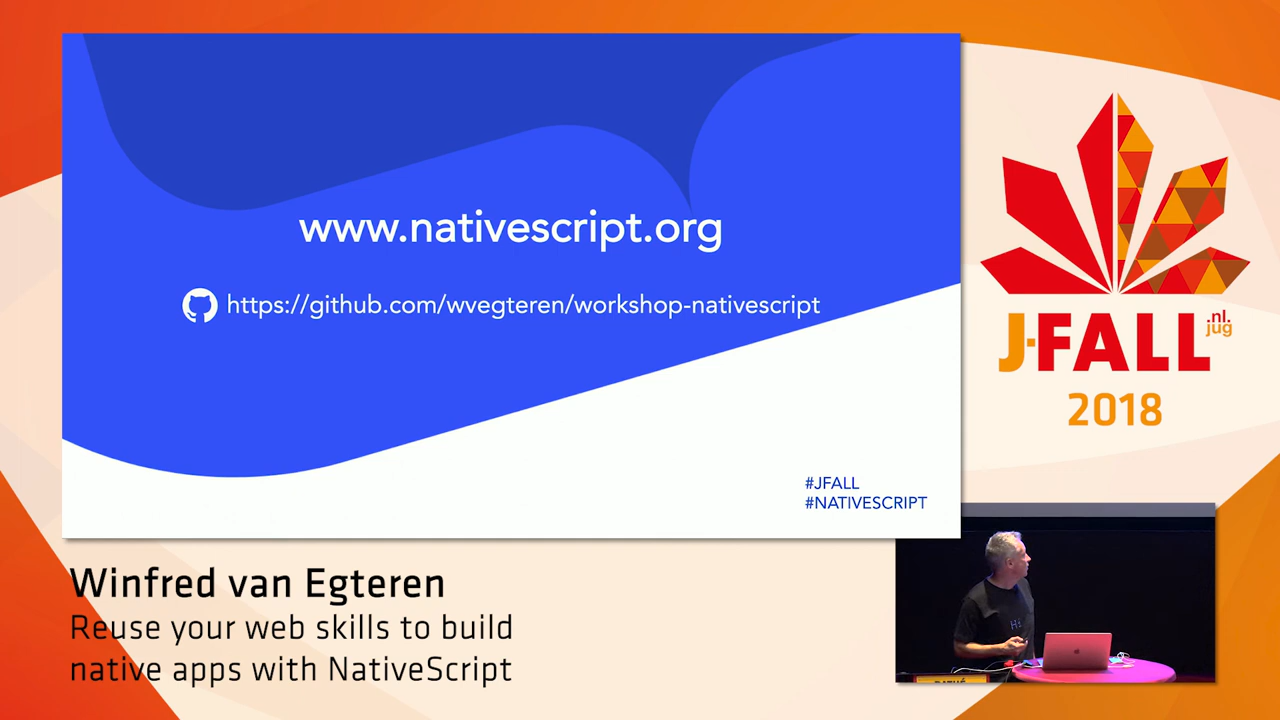 www.nativescript.org
https://github.com/wvegteren/workshop-nativescript
#JFALL
#NATIVESCRIPT
J-FALL
.nl.
jug
2018
Winfred van Egteren
Reuse your web skills to build
native apps with NativeScript
Hi